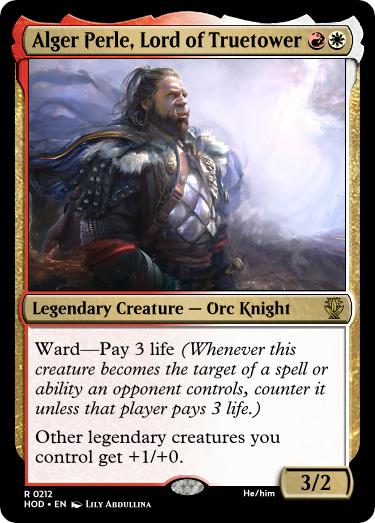 Alger Perle, Lord of Truetower
Legendary Creature — Orc Knight
Ward—Pay 3 life (Whenever this
creature becomes the target of a spell or
ability an opponent controls, counter it
unless that player pays 3 life.)
Other legendary creatures you
control get +1/+0.
3/2
R 0212
HOD • EN Lily Abdullina
He/him